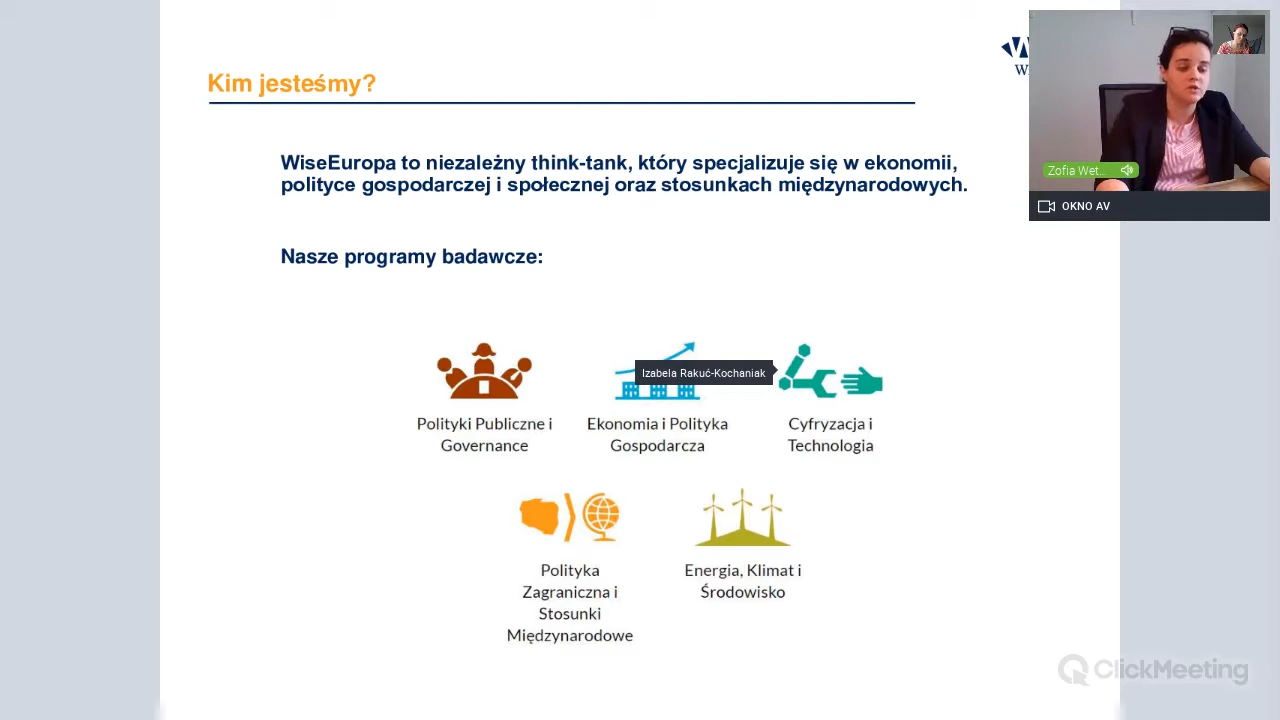 Kim jesteśmy?
WiseEuropa to niezależny think-tank, który specjalizuje się w ekonomii,
polityce gospodarczej i społecznej oraz stosunkach międzynarodowych.
Nasze programy badawcze:
Izabela Rakuć-Kochaniak
Polityki Publiczne i
Governance
Ekonomia i Polityka
Gospodarcza
Cyfryzacja i
Technologia
Polityka
Zagraniczna i
Stosunki
Międzynarodowe
Energia, Klimat i
Środowisko
Zofia Wet...
OKNO AV
ClickMeeting